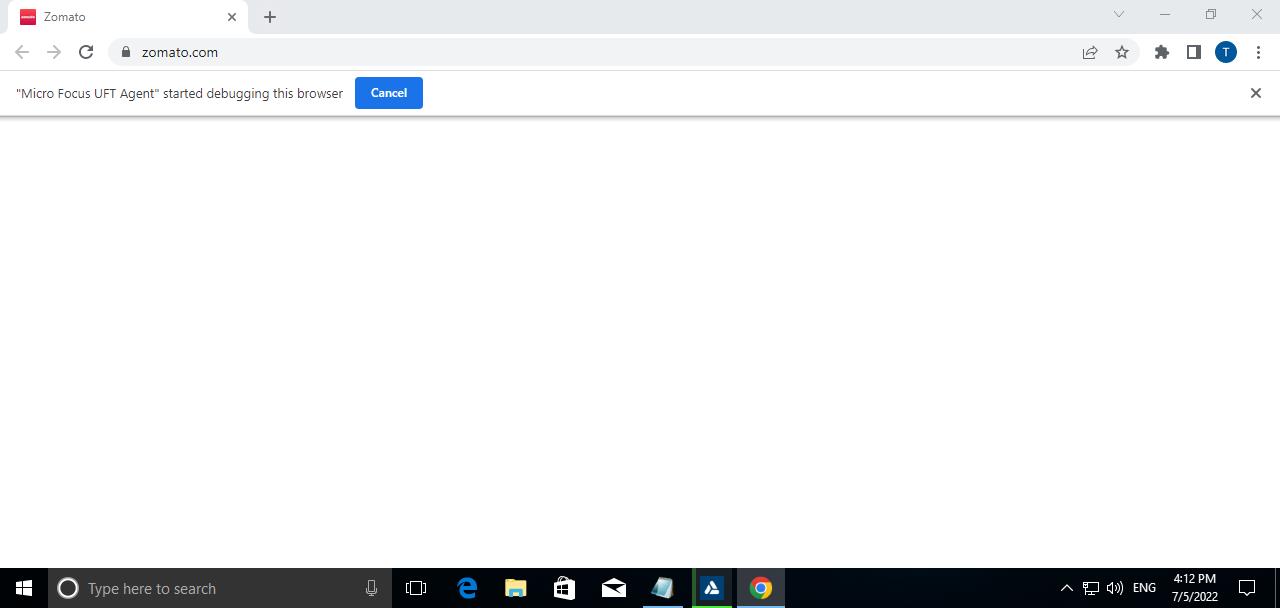 Zomato
zomato.com
T
"Micro Focus UFT Agent" started debugging this browser
Cancel
Type here to search
ENG
4:12 PM
7/5/2022